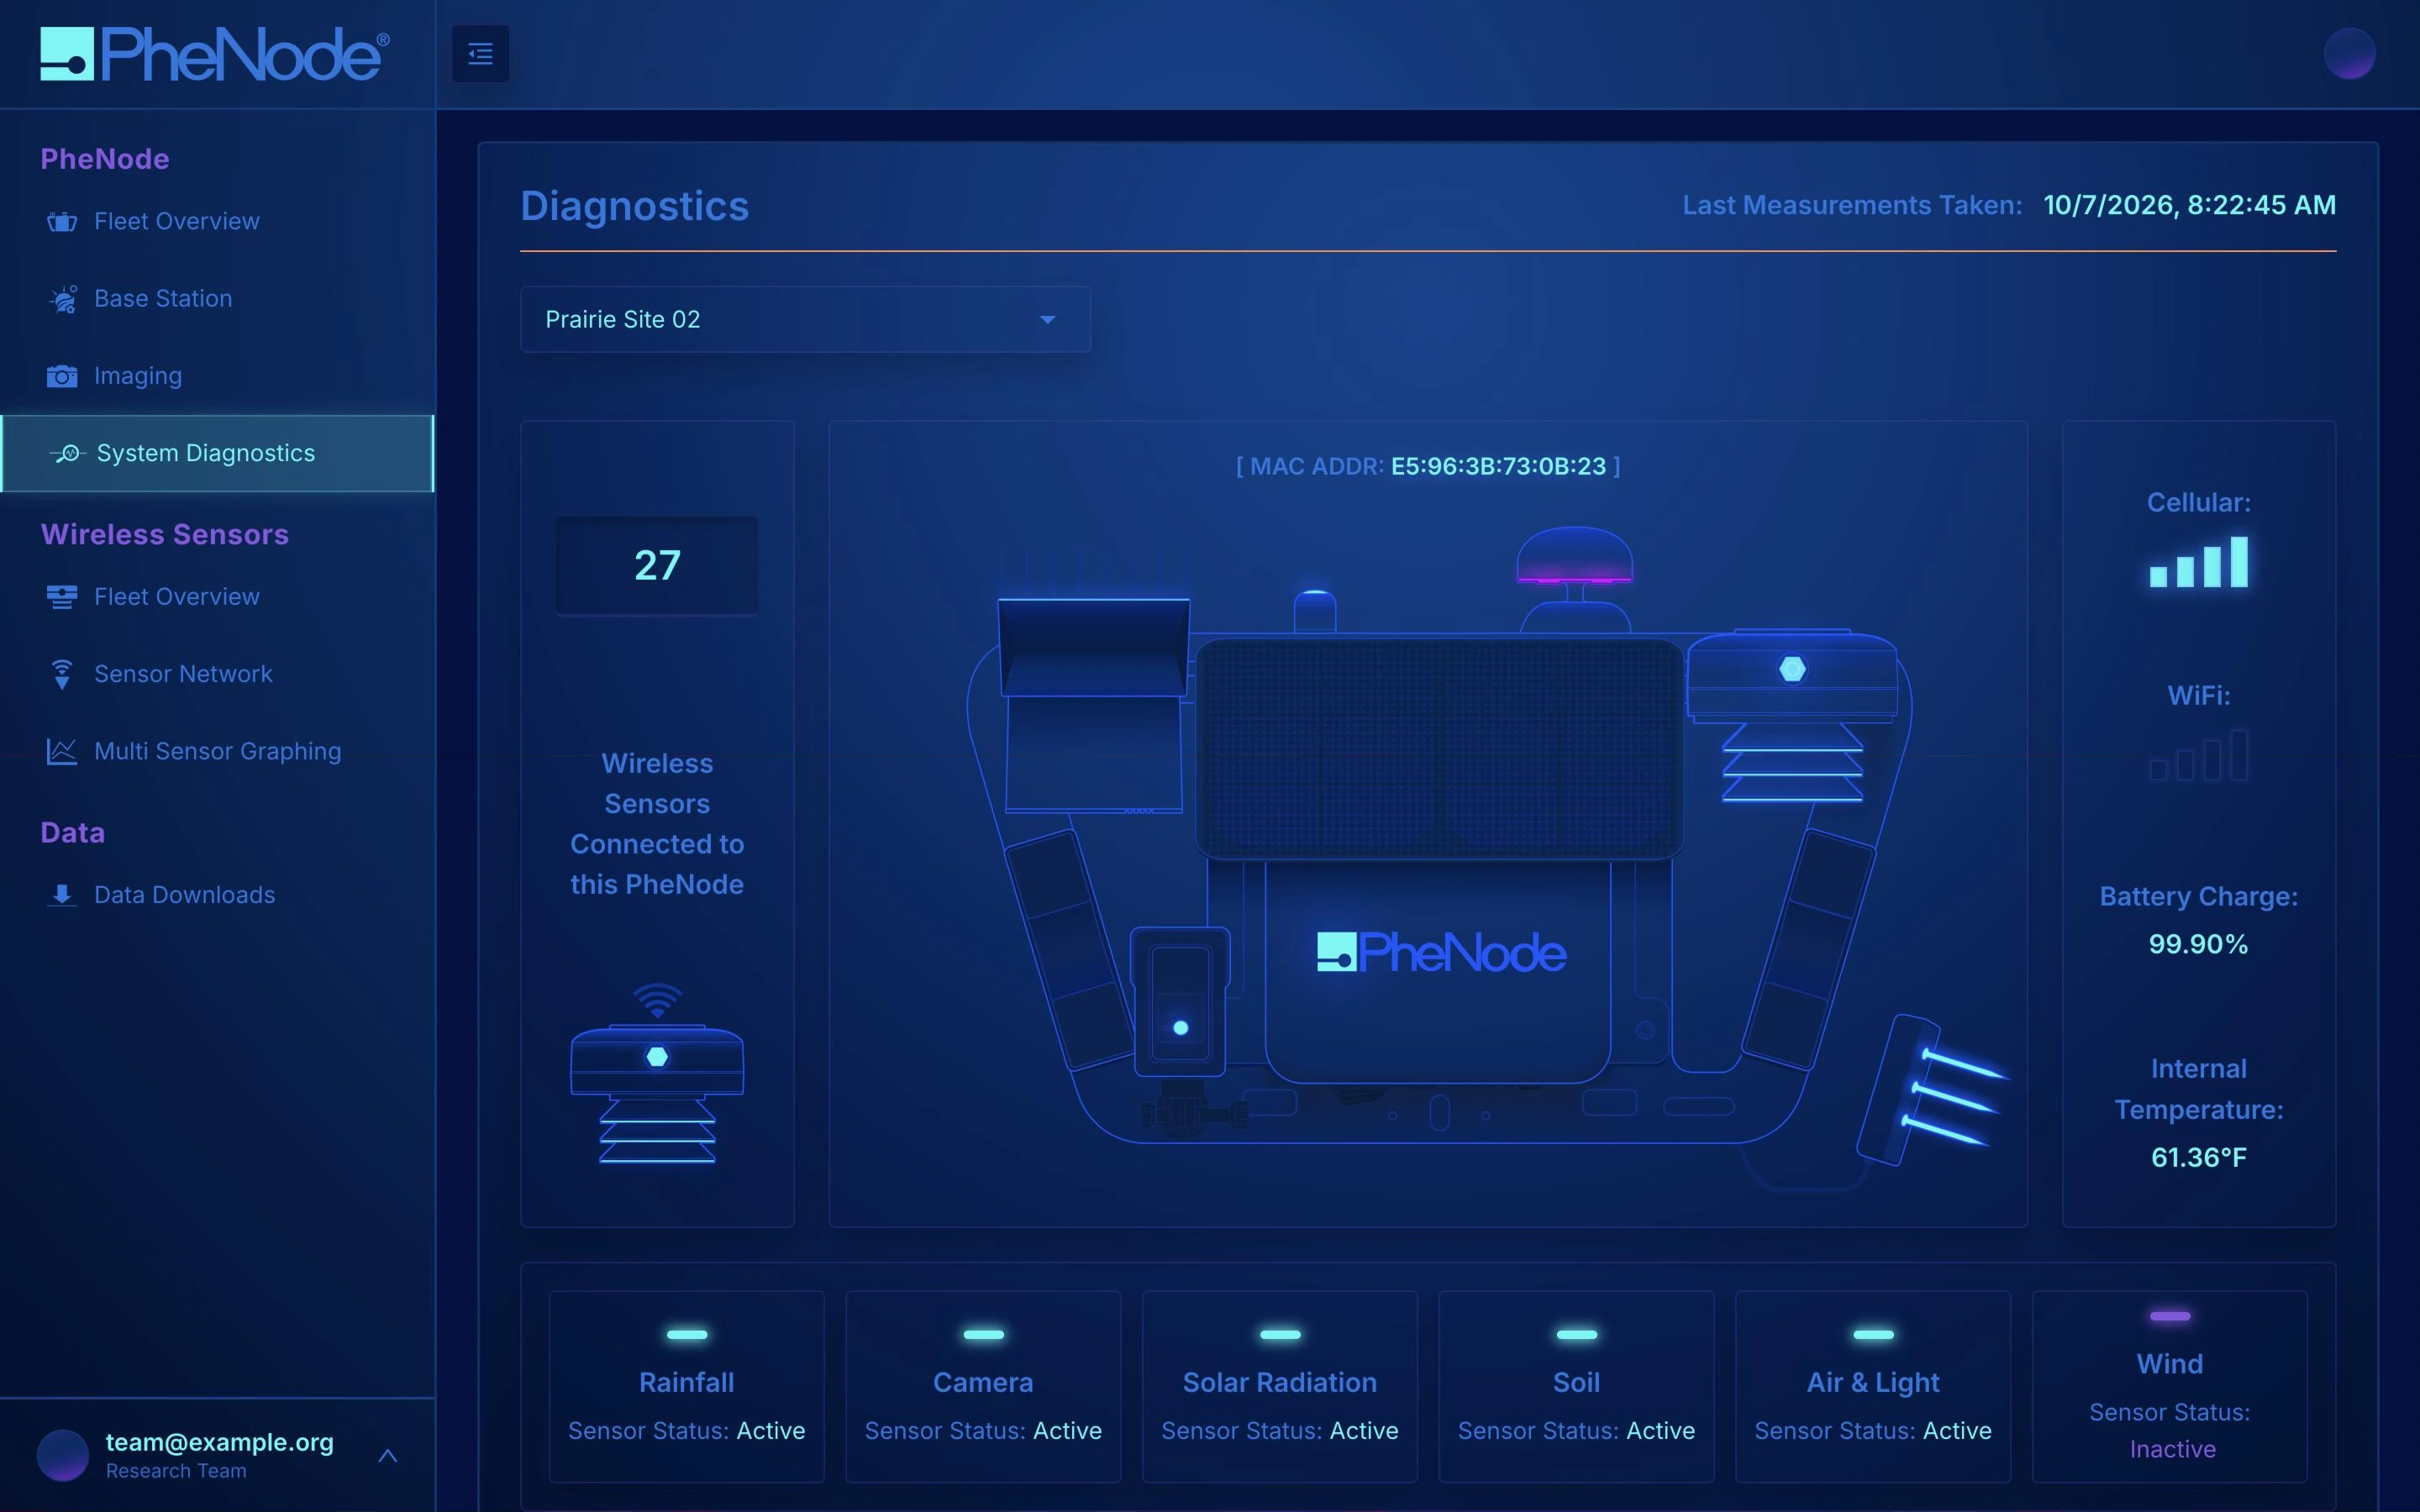 PheNode®
PheNode
Fleet Overview
Base Station
Imaging
System Diagnostics
Wireless Sensors
Fleet Overview
Sensor Network
Multi Sensor Graphing
Data
Data Downloads
team@example.org
Research Team
Diagnostics
Last Measurements Taken: 10/7/2026, 8:22:45 AM
Prairie Site 02
27
Wireless
Sensors
Connected to
this PheNode
[ MAC ADDR: E5:96:3B:73:0B:23 ]
PheNode
Cellular:
WiFi:
Battery Charge:
99.90%
Internal
Temperature:
61.36°F
Rainfall
Sensor Status: Active
Camera
Sensor Status: Active
Solar Radiation
Sensor Status: Active
Soil
Sensor Status: Active
Air & Light
Sensor Status: Active
Wind
Sensor Status:
Inactive